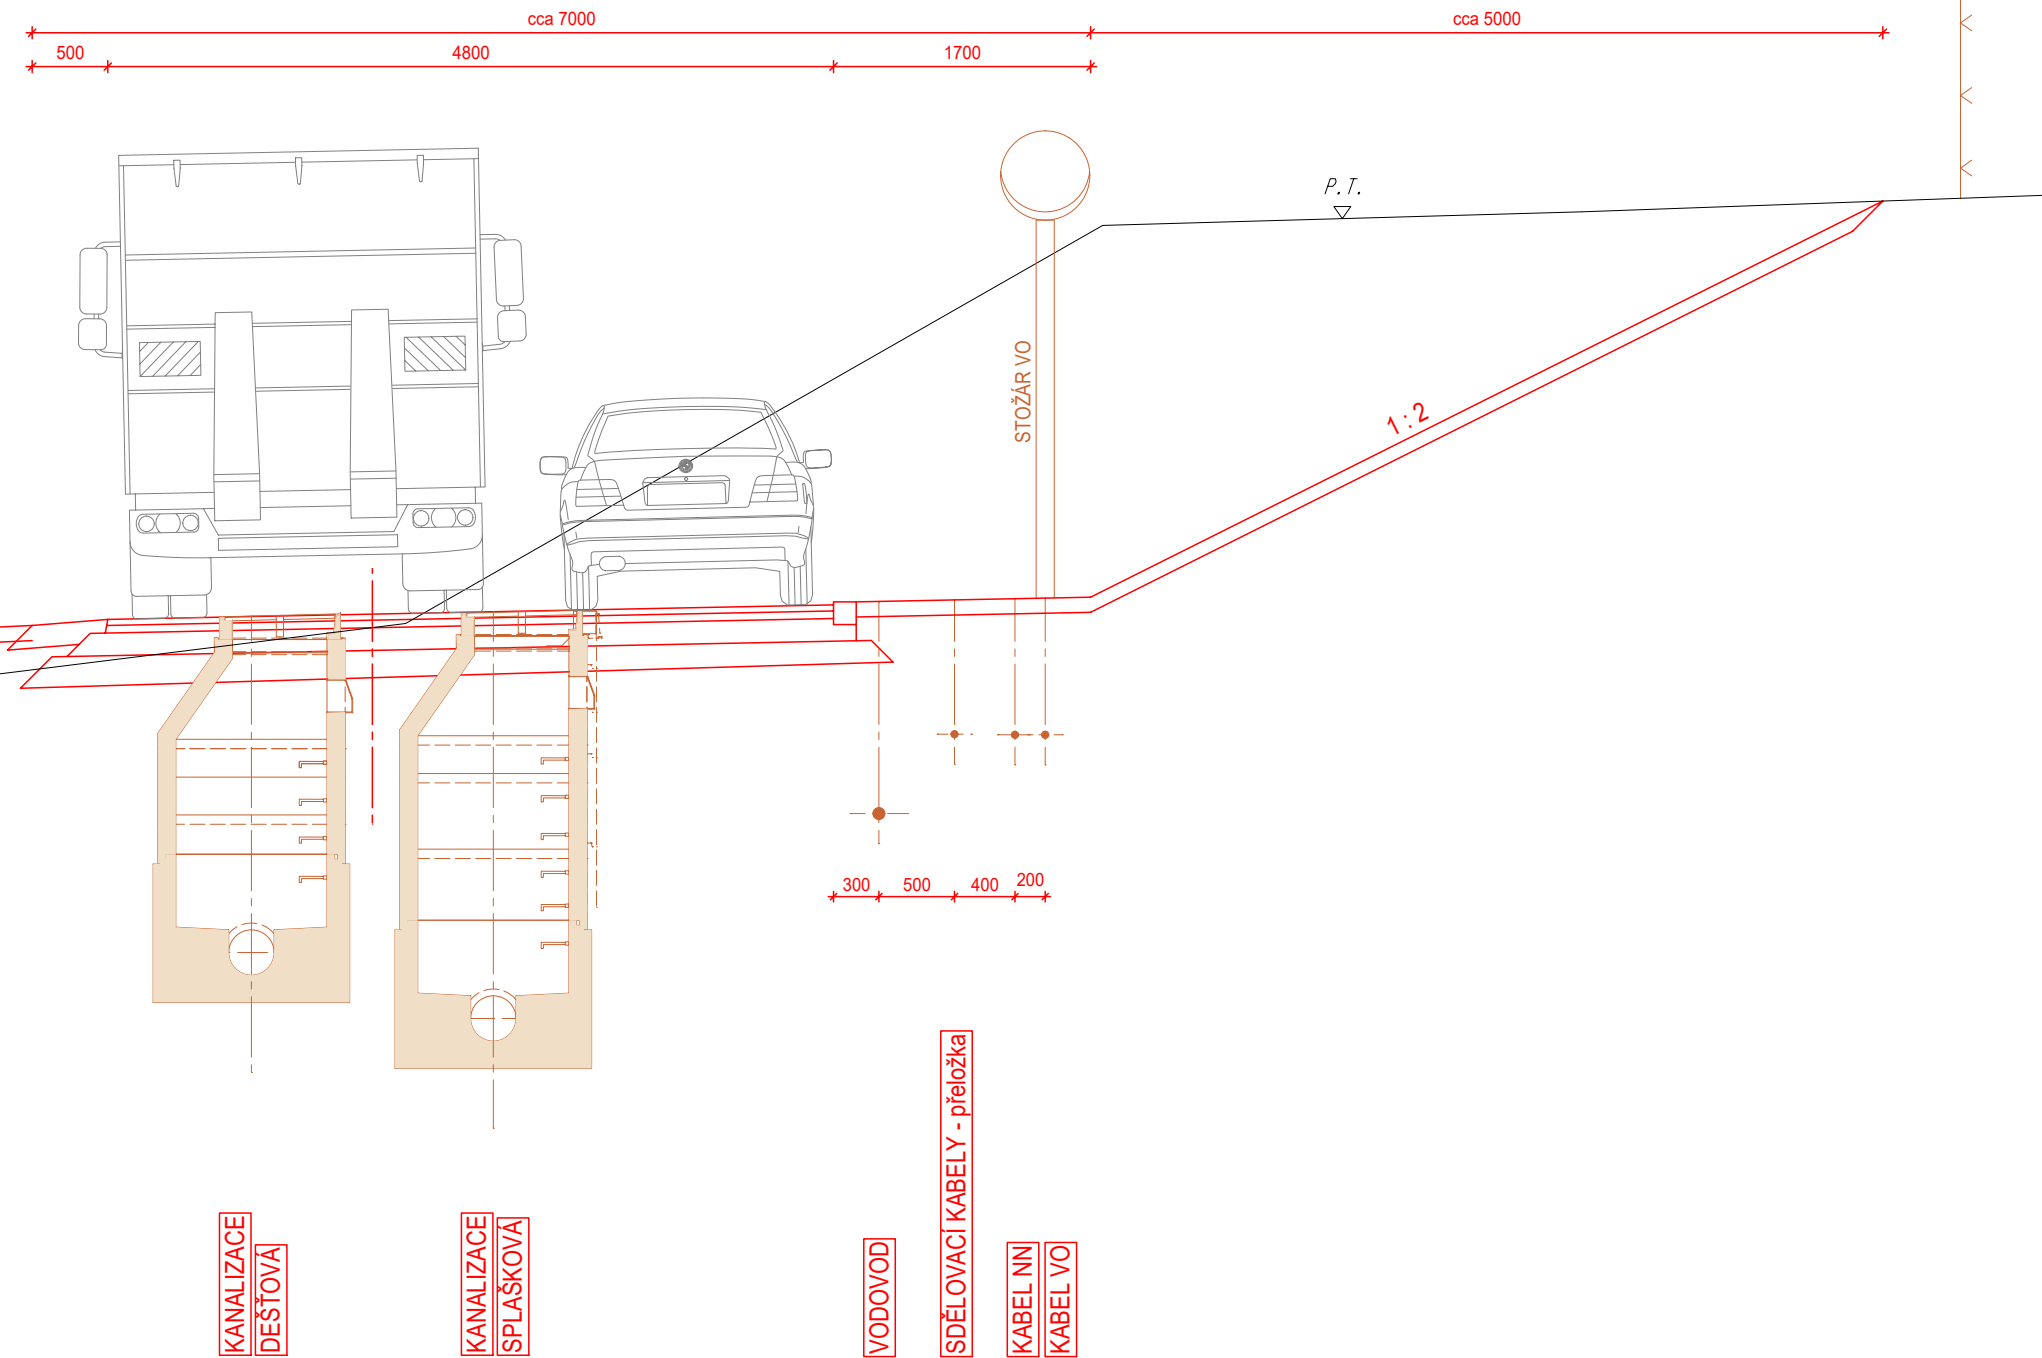 cca 7000
cca 5000
500
4800
1700
P.T.
STOŽÁR VO
1 : 2
300
500
400
200
KANALIZACE
DEŠŤOVÁ
KANALIZACE
SPLAŠKOVÁ
VODOVOD
SDĚLOVACÍ KABELY - přeložka
KABEL NN
KABEL VO